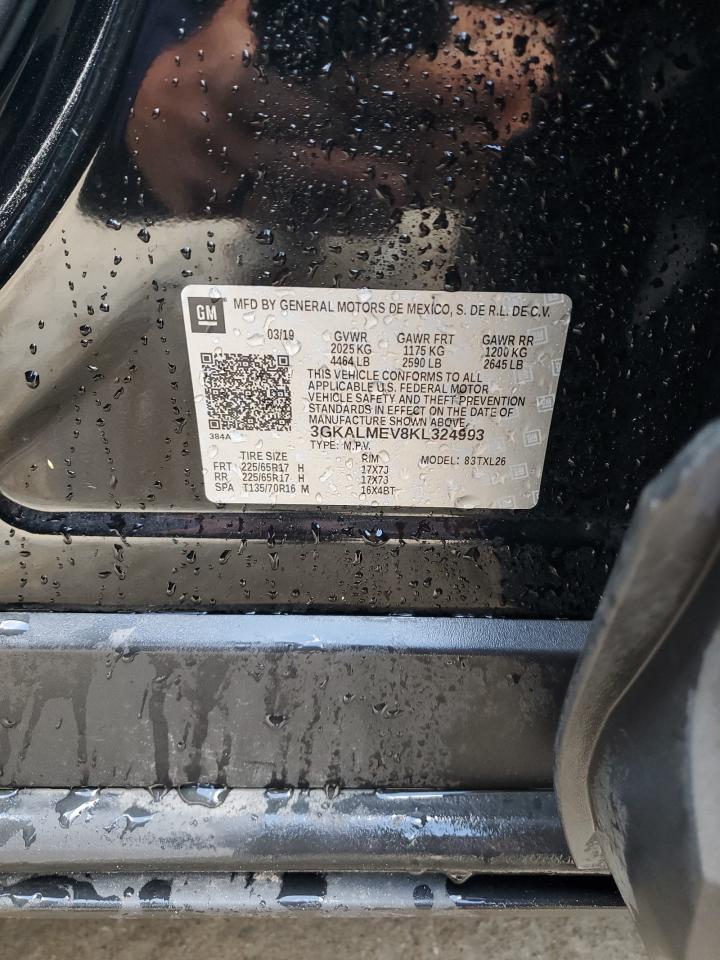 GM
MFD BY GENERAL MOTORS DE MEXICO, S. DE R.L. DE C.V.
03/19 GVWR GAWR FRT GAWR RR
2025 KG 1175 KG 1200 KG
4464 LB 2590 LB 2645 LB
THIS VEHICLE CONFORMS TO ALL
APPLICABLE U.S. FEDERAL MOTOR
VEHICLE SAFETY AND THEFT PREVENTION
STANDARDS IN EFFECT ON THE DATE OF
MANUFACTURE SHOWN ABOVE.
384A 3GKALMEV8KL324993
TYPE: M.P.V.
TIRE SIZE RIM MODEL: 83TXL26
FRT 225/65R17 H 17X7J
RR 225/65R17 H 17X7J
SPA T135/70R16 M 16X4BT